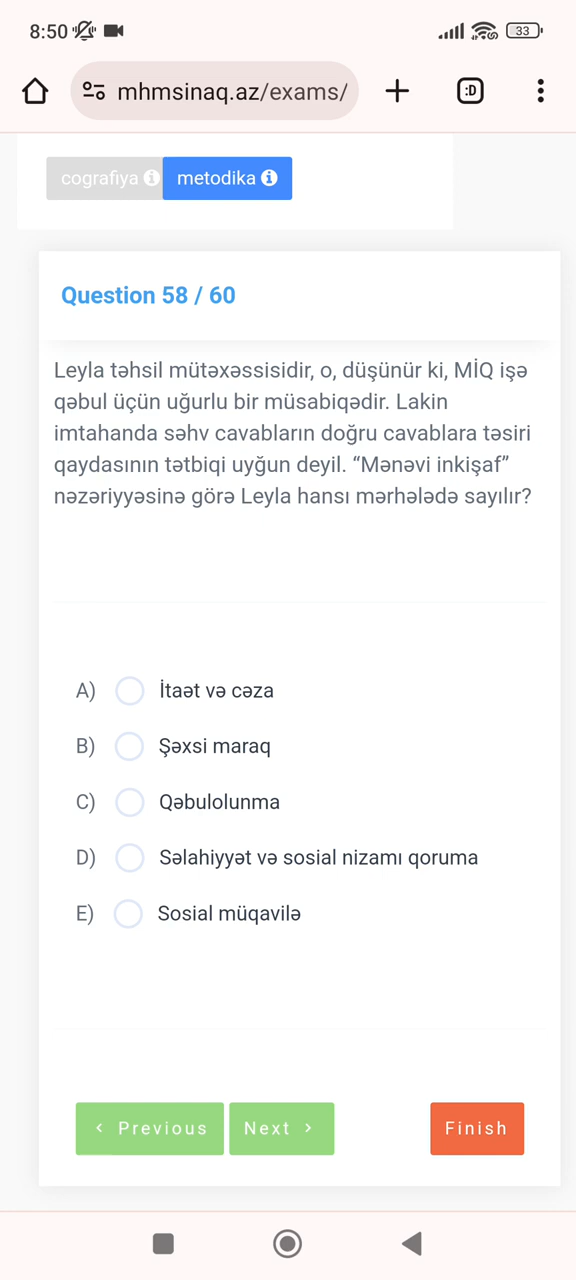 8:50
33
mhmsinaq.az/exams/
:D
cografiya
metodika
Question 58 / 60
Leyla təhsil mütəxəssisidir, o, düşünür ki, MİQ işə
qəbul üçün uğurlu bir müsabiqədir. Lakin
imtahanda səhv cavabların doğru cavablara təsiri
qaydasının tətbiqi uyğun deyil. “Mənəvi inkişaf”
nəzəriyyəsinə görə Leyla hansı mərhələdə sayılır?
A) İtaət və cəza
B) Şəxsi maraq
C) Qəbulolunma
D) Səlahiyyət və sosial nizamı qoruma
E) Sosial müqavilə
‹ Previous
Next ›
Finish